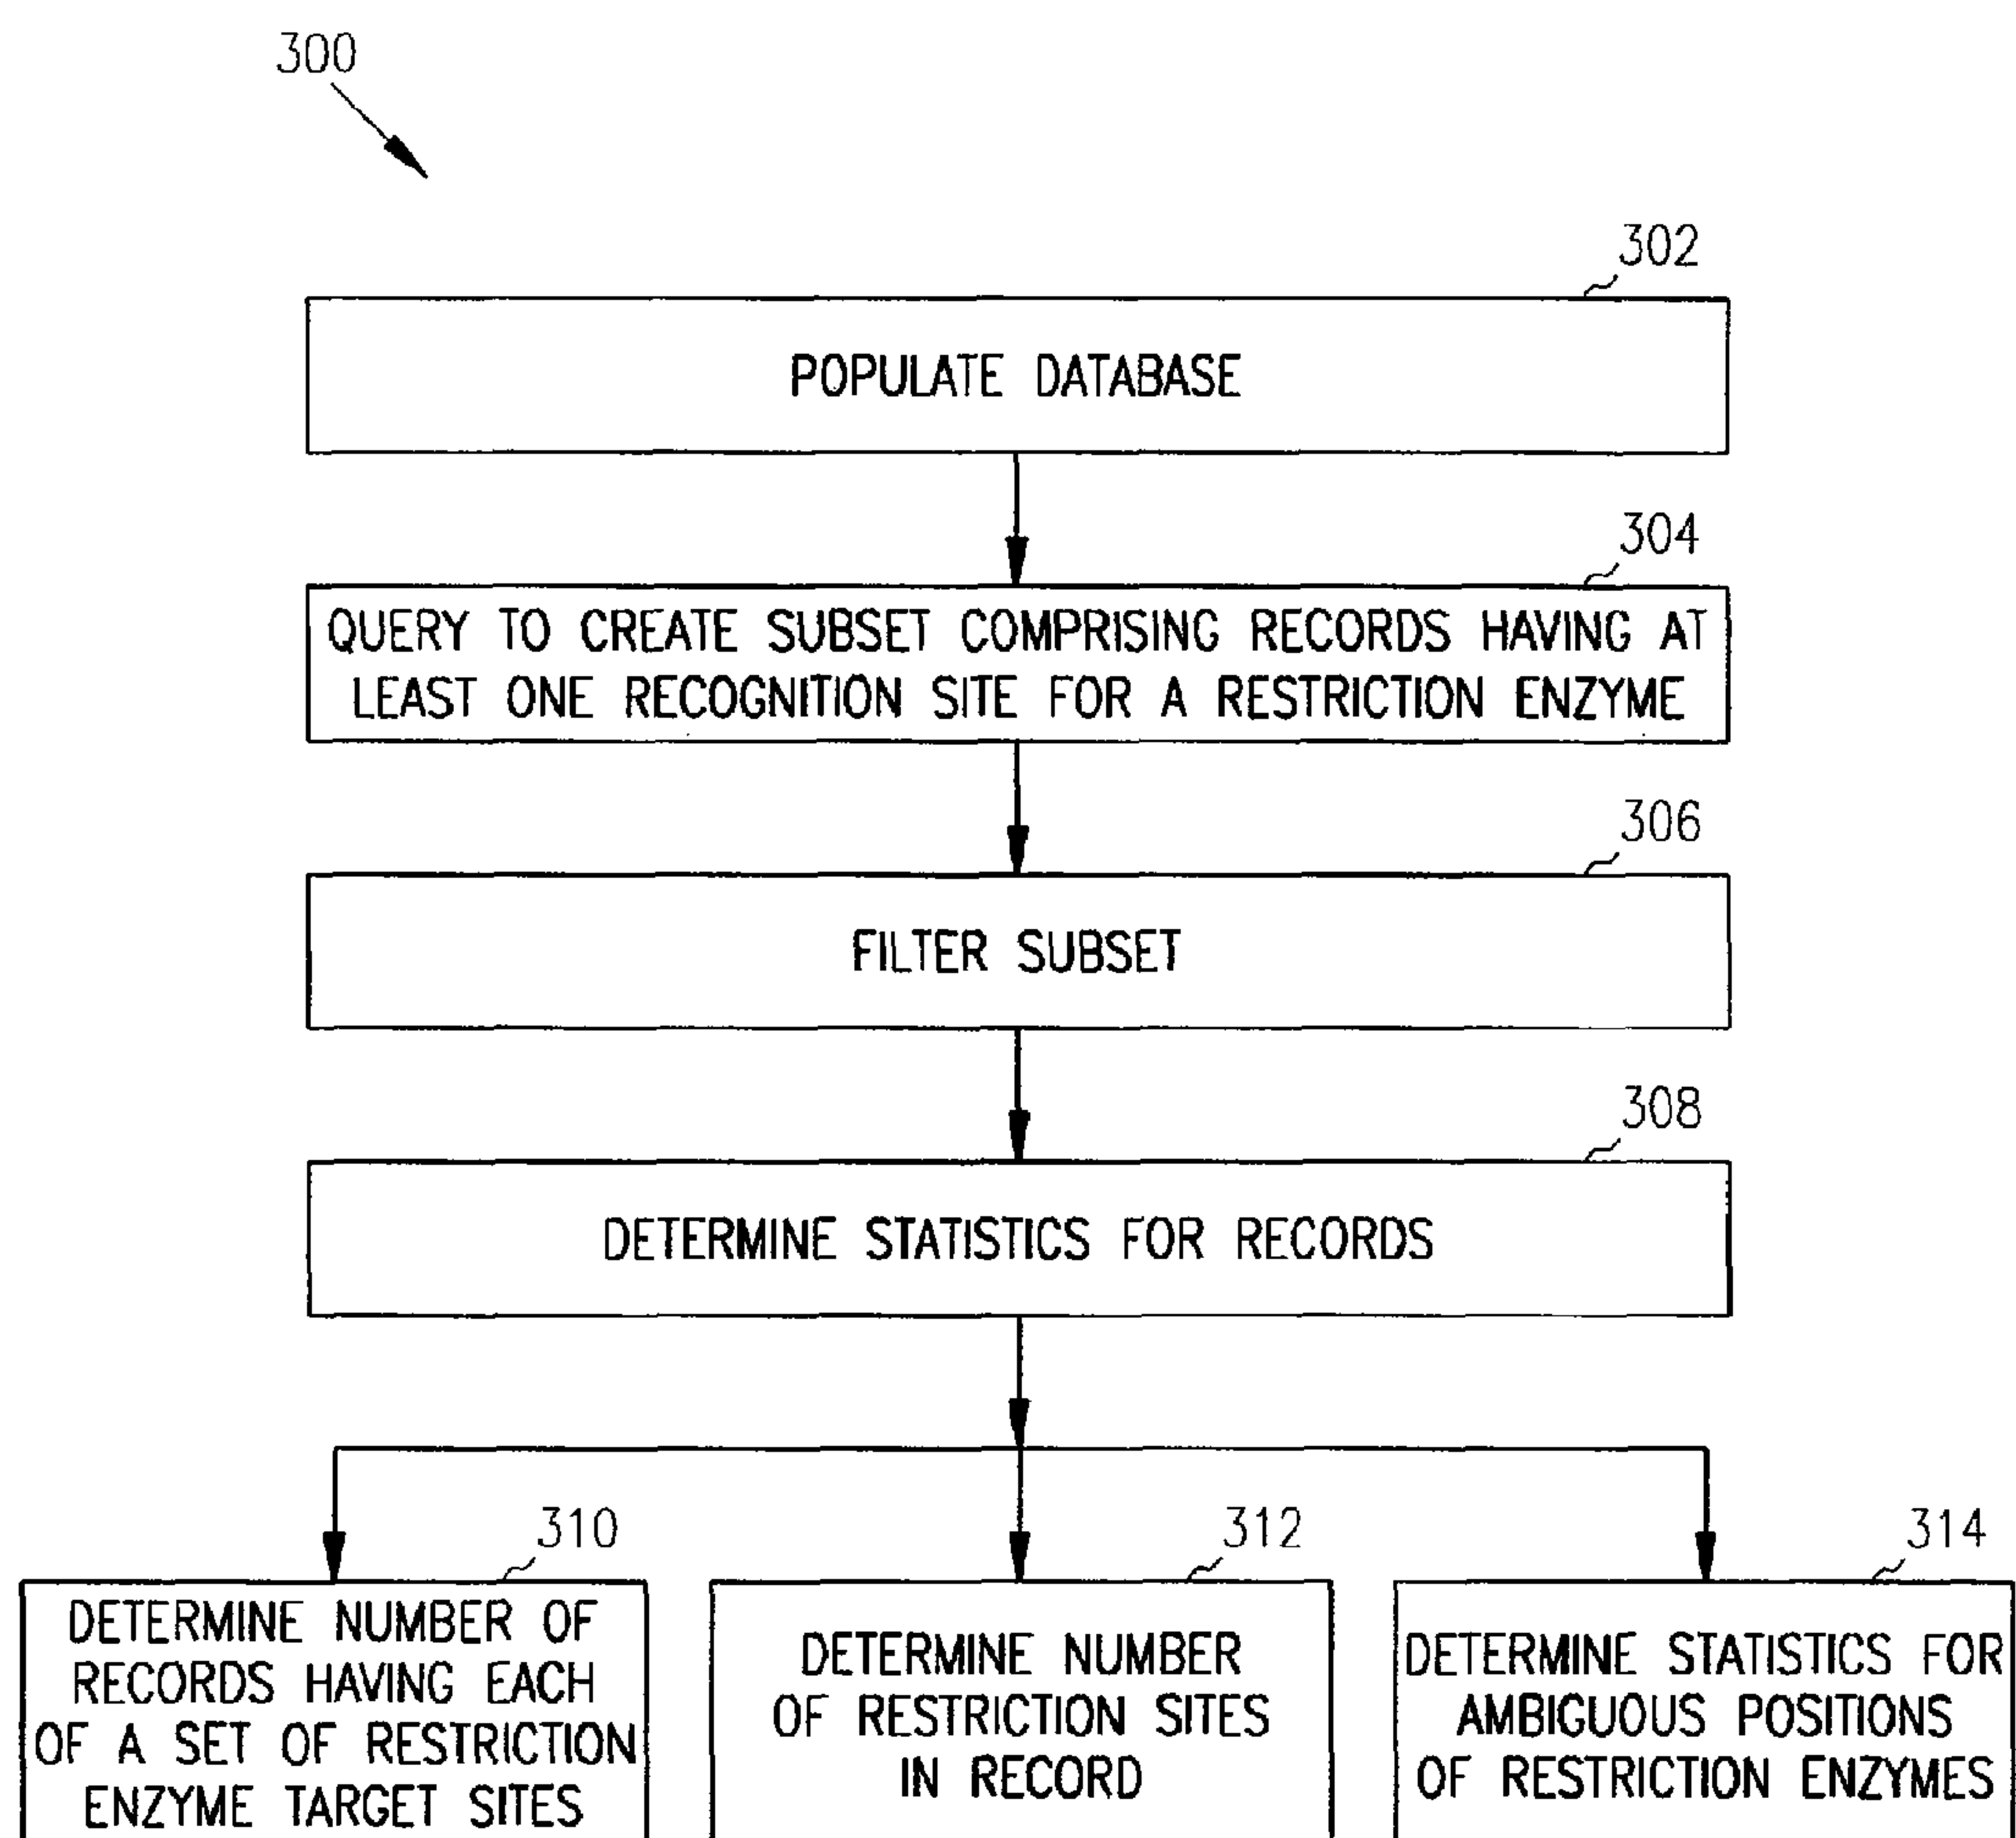 300
302
POPULATE DATABASE
304
QUERY TO CREATE SUBSET COMPRISING RECORDS HAVING AT
LEAST ONE RECOGNITION SITE FOR A RESTRICTION ENZYME
306
FILTER SUBSET
308
DETERMINE STATISTICS FOR RECORDS
310
DETERMINE NUMBER OF
RECORDS HAVING EACH
OF A SET OF RESTRICTION
ENZYME TARGET SITES
312
DETERMINE NUMBER
OF RESTRICTION SITES
IN RECORD
314
DETERMINE STATISTICS FOR
AMBIGUOUS POSITIONS
OF RESTRICTION ENZYMES